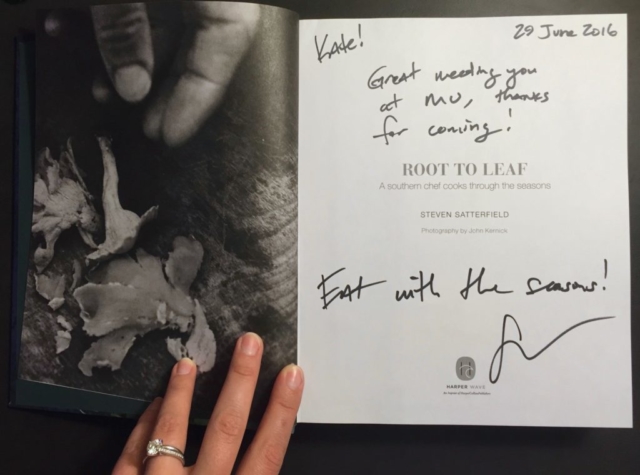 Kate!
29 June 2016
Great meeting you
at MU, thanks
for coming!
ROOT TO LEAF
A southern chef cooks through the seasons
STEVEN SATTERFIELD
Photography by John Kernick
Eat with the seasons!
HARPER WAVE